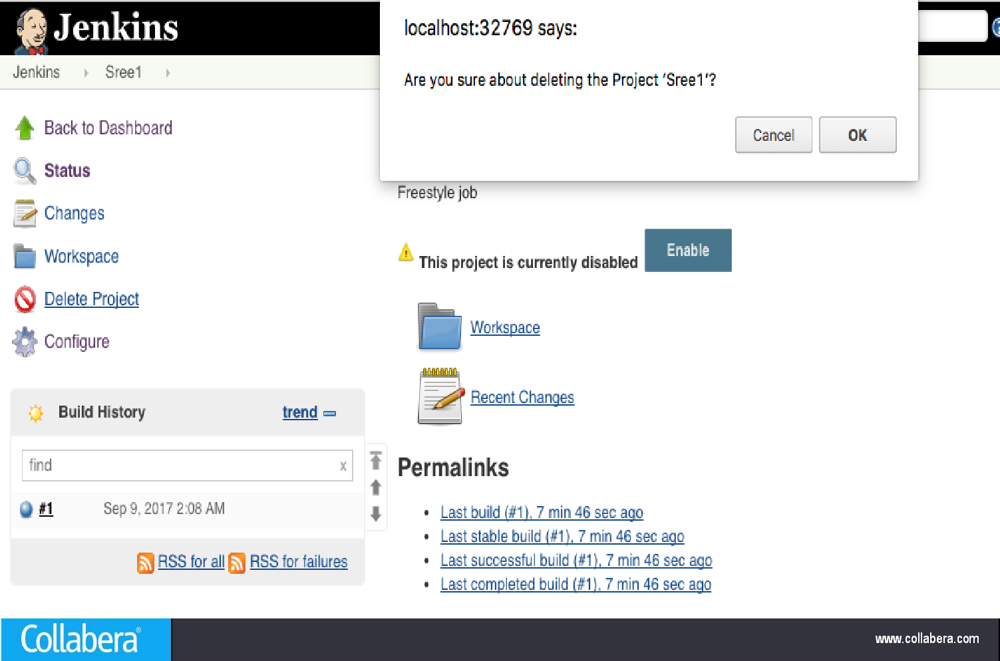 Jenkins
localhost:32769 says:
Are you sure about deleting the Project ‘Sree1’?
Cancel OK
Jenkins Sree1
Back to Dashboard
Status
Changes
Workspace
Delete Project
Configure
Freestyle job
This project is currently disabled Enable
Workspace
Recent Changes
Build History trend
find x
#1 Sep 9, 2017 2:08 AM
RSS for all RSS for failures
Permalinks
Last build (#1), 7 min 46 sec ago
Last stable build (#1), 7 min 46 sec ago
Last successful build (#1), 7 min 46 sec ago
Last completed build (#1), 7 min 46 sec ago
Collabera®
www.collabera.com